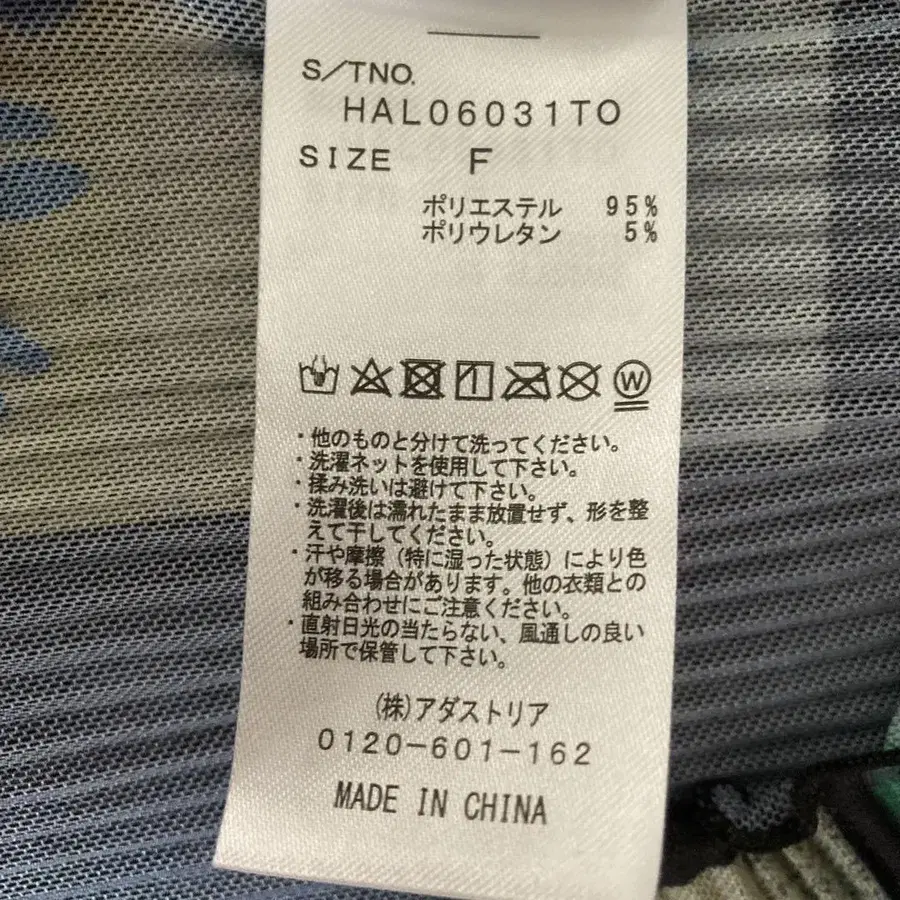 S/TNO.
HAL06031TO
SIZE F
ポリエステル 95%
ポリウレタン 5%
W
・他のものと分けて洗ってください。
・洗濯ネットを使用して下さい。
・揉み洗いは避けて下さい。
・洗濯後は濡れたまま放置せず、形を整
えて干してください。
・汗や摩擦（特に湿った状態）により色
が移る場合があります。他の衣類との
組み合わせにご注意ください。
・直射日光の当たらない、風通しの良い
場所で保管して下さい。
(株)アダストリア
0120-601-162
MADE IN CHINA